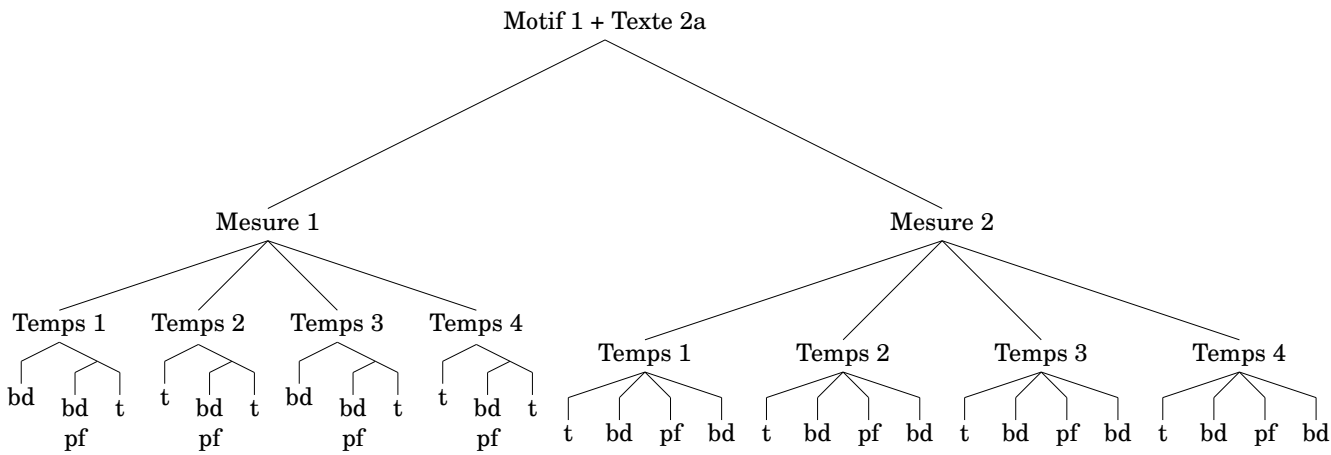 Motif 1 + Texte 2a
Mesure 1 Mesure 2
Temps 1 Temps 2 Temps 3 Temps 4
Temps 1 Temps 2 Temps 3 Temps 4
bd bd t t bd t bd bd t t bd t
pf pf pf pf
t bd pf bd t bd pf bd t bd pf bd t bd pf bd